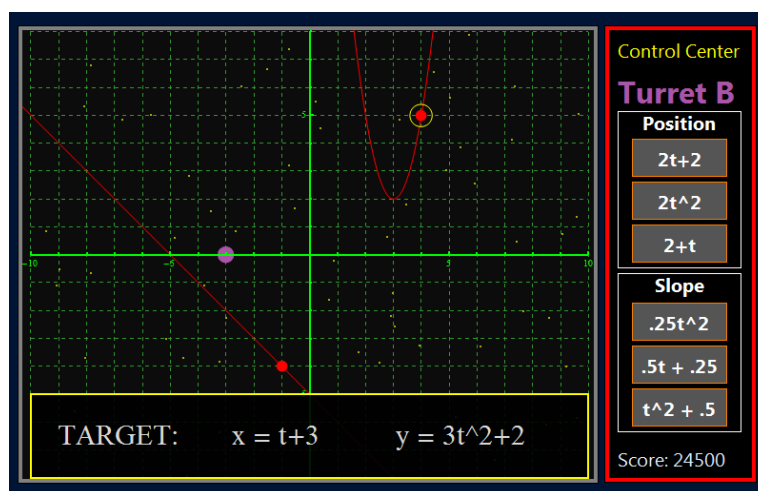 5
-10
-5
5
10
TARGET: x = t+3 y = 3t^2+2
Control Center
Turret B
Position
2t+2
2t^2
2+t
Slope
.25t^2
.5t + .25
t^2 + .5
Score: 24500